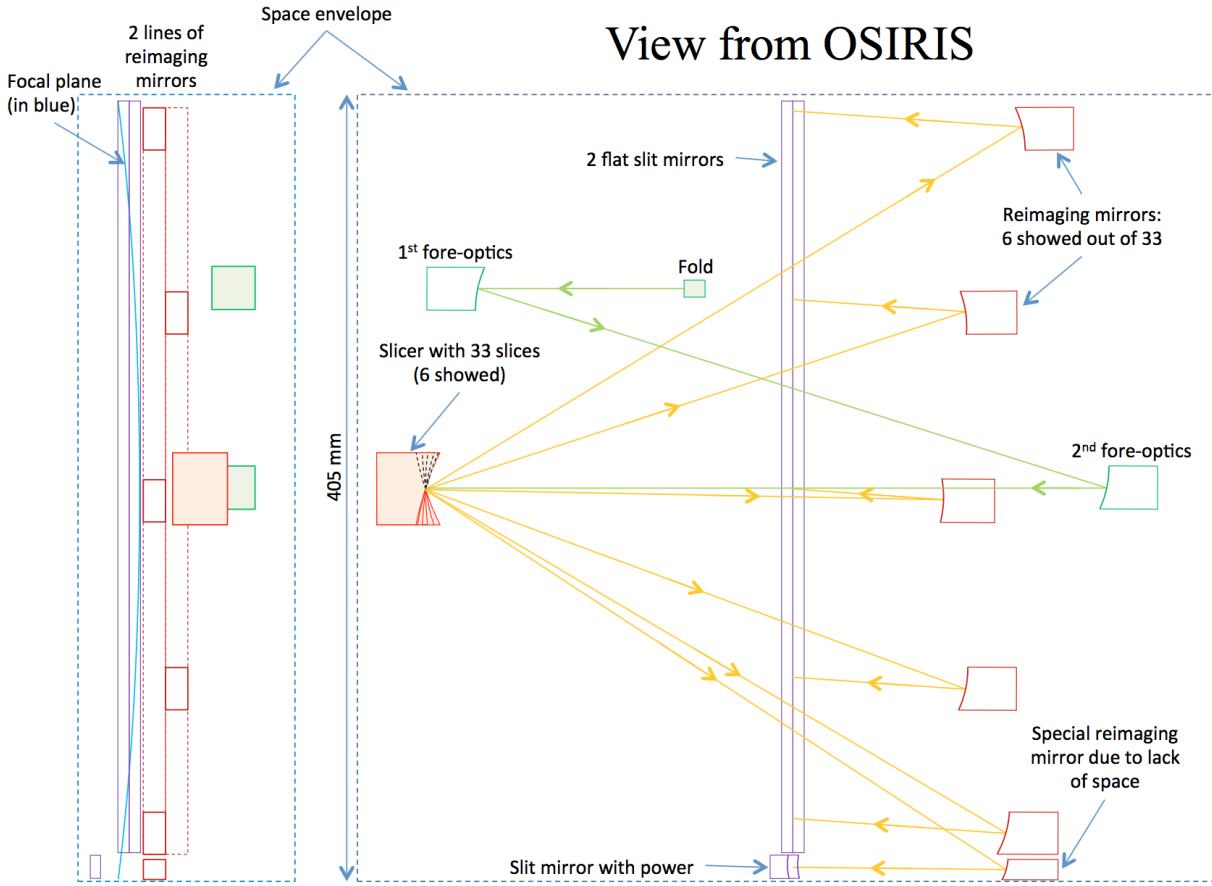 Space envelope
View from OSIRIS
2 lines of
reimaging
mirrors
Focal plane
(in blue)
2 flat slit mirrors
Reimaging mirrors:
6 showed out of 33
1st fore-optics
Fold
Slicer with 33 slices
(6 showed)
405 mm
2nd fore-optics
Special reimaging
mirror due to lack
of space
Slit mirror with power